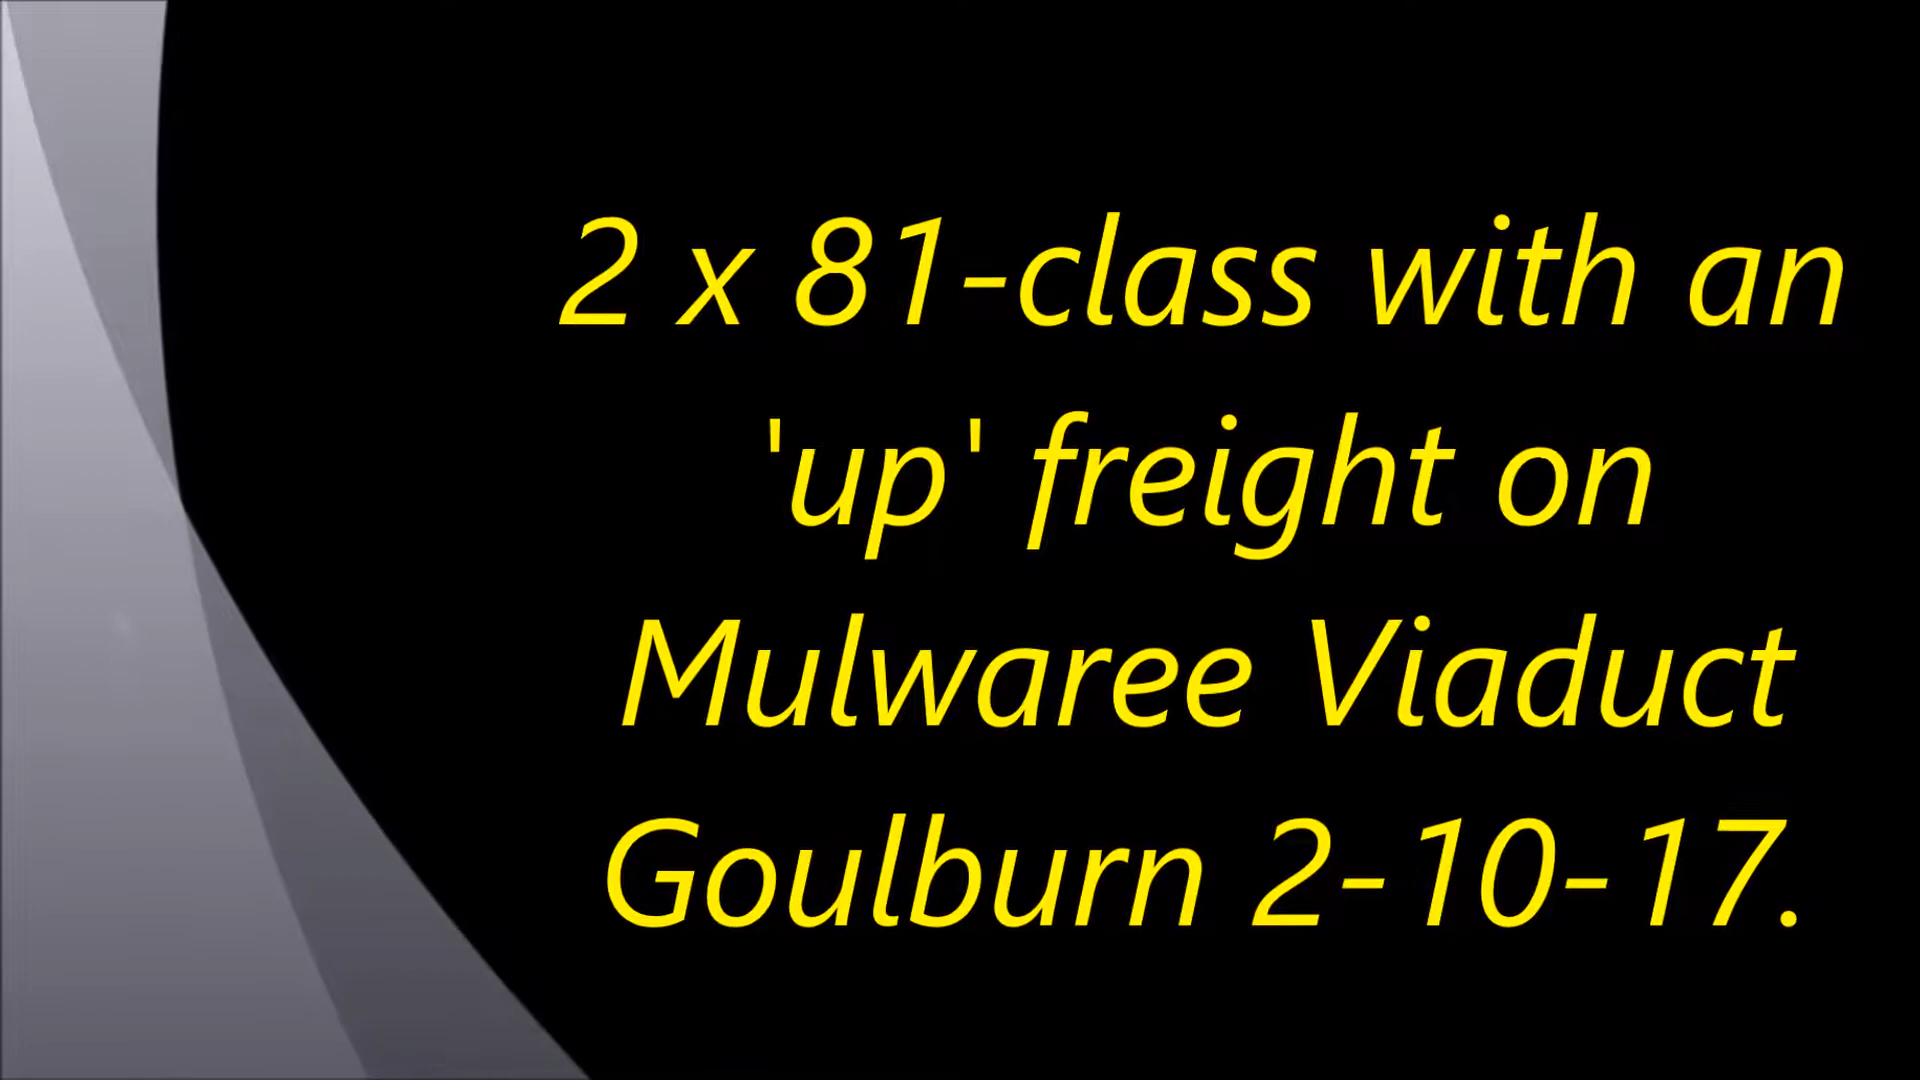 2 x 81-class with an
'up' freight on
Mulwaree Viaduct
Goulburn 2-10-17.